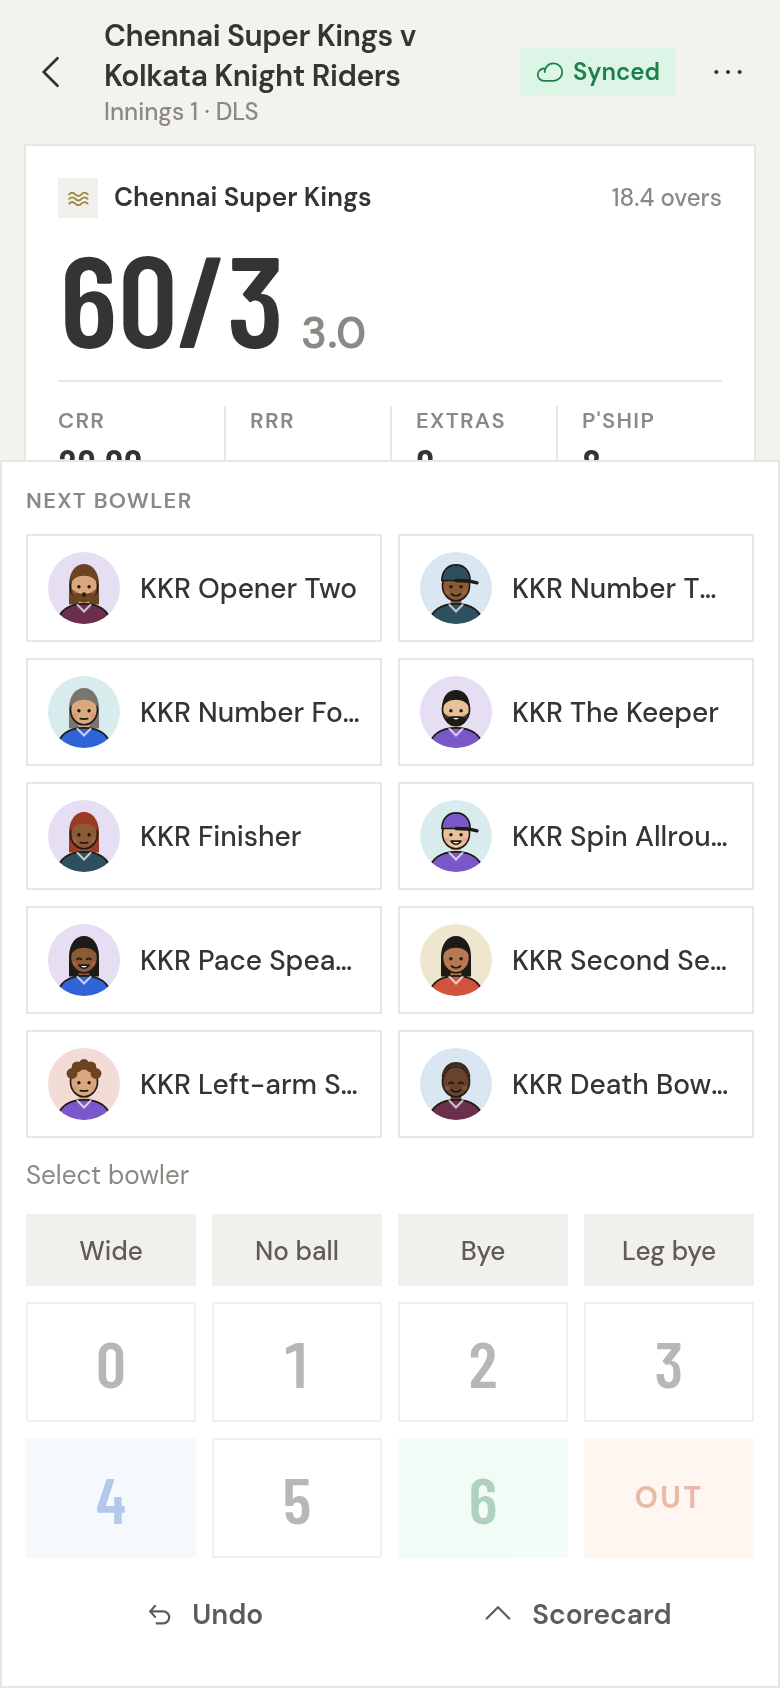 Chennai Super Kings v
Kolkata Knight Riders
Innings 1 · DLS
Synced
Chennai Super Kings
18.4 overs
60/3 3.0
CRR
RRR
EXTRAS
P'SHIP
NEXT BOWLER
KKR Opener Two
KKR Number T...
KKR Number Fo...
KKR The Keeper
KKR Finisher
KKR Spin Allrou...
KKR Pace Spea...
KKR Second Se...
KKR Left-arm S...
KKR Death Bow...
Select bowler
Wide
No ball
Bye
Leg bye
0
1
2
3
4
5
6
OUT
Undo
Scorecard